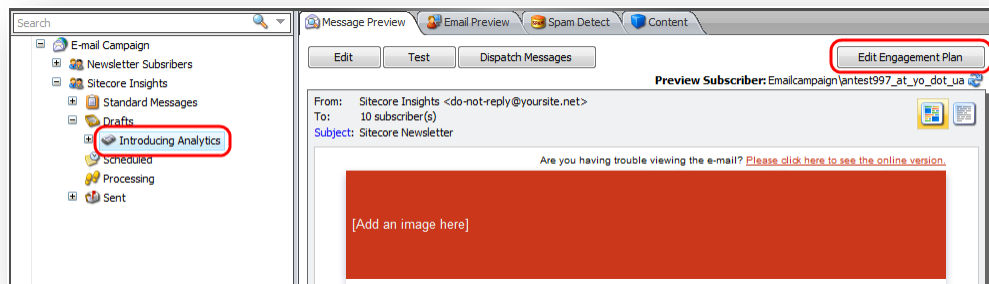 Search
E-mail Campaign
Newsletter Subsribers
Sitecore Insights
Standard Messages
Drafts
Introducing Analytics
Scheduled
Processing
Sent
Message Preview
Email Preview
SPAM
Spam Detect
Content
Edit
Test
Dispatch Messages
Edit Engagement Plan
Preview Subscriber: Emailcampaign\antest997_at_yo_dot_ua
From: Sitecore Insights <do-not-reply@yoursite.net>
To: 10 subscriber(s)
Subject: Sitecore Newsletter
Are you having trouble viewing the e-mail? Please click here to see the online version.
[Add an image here]